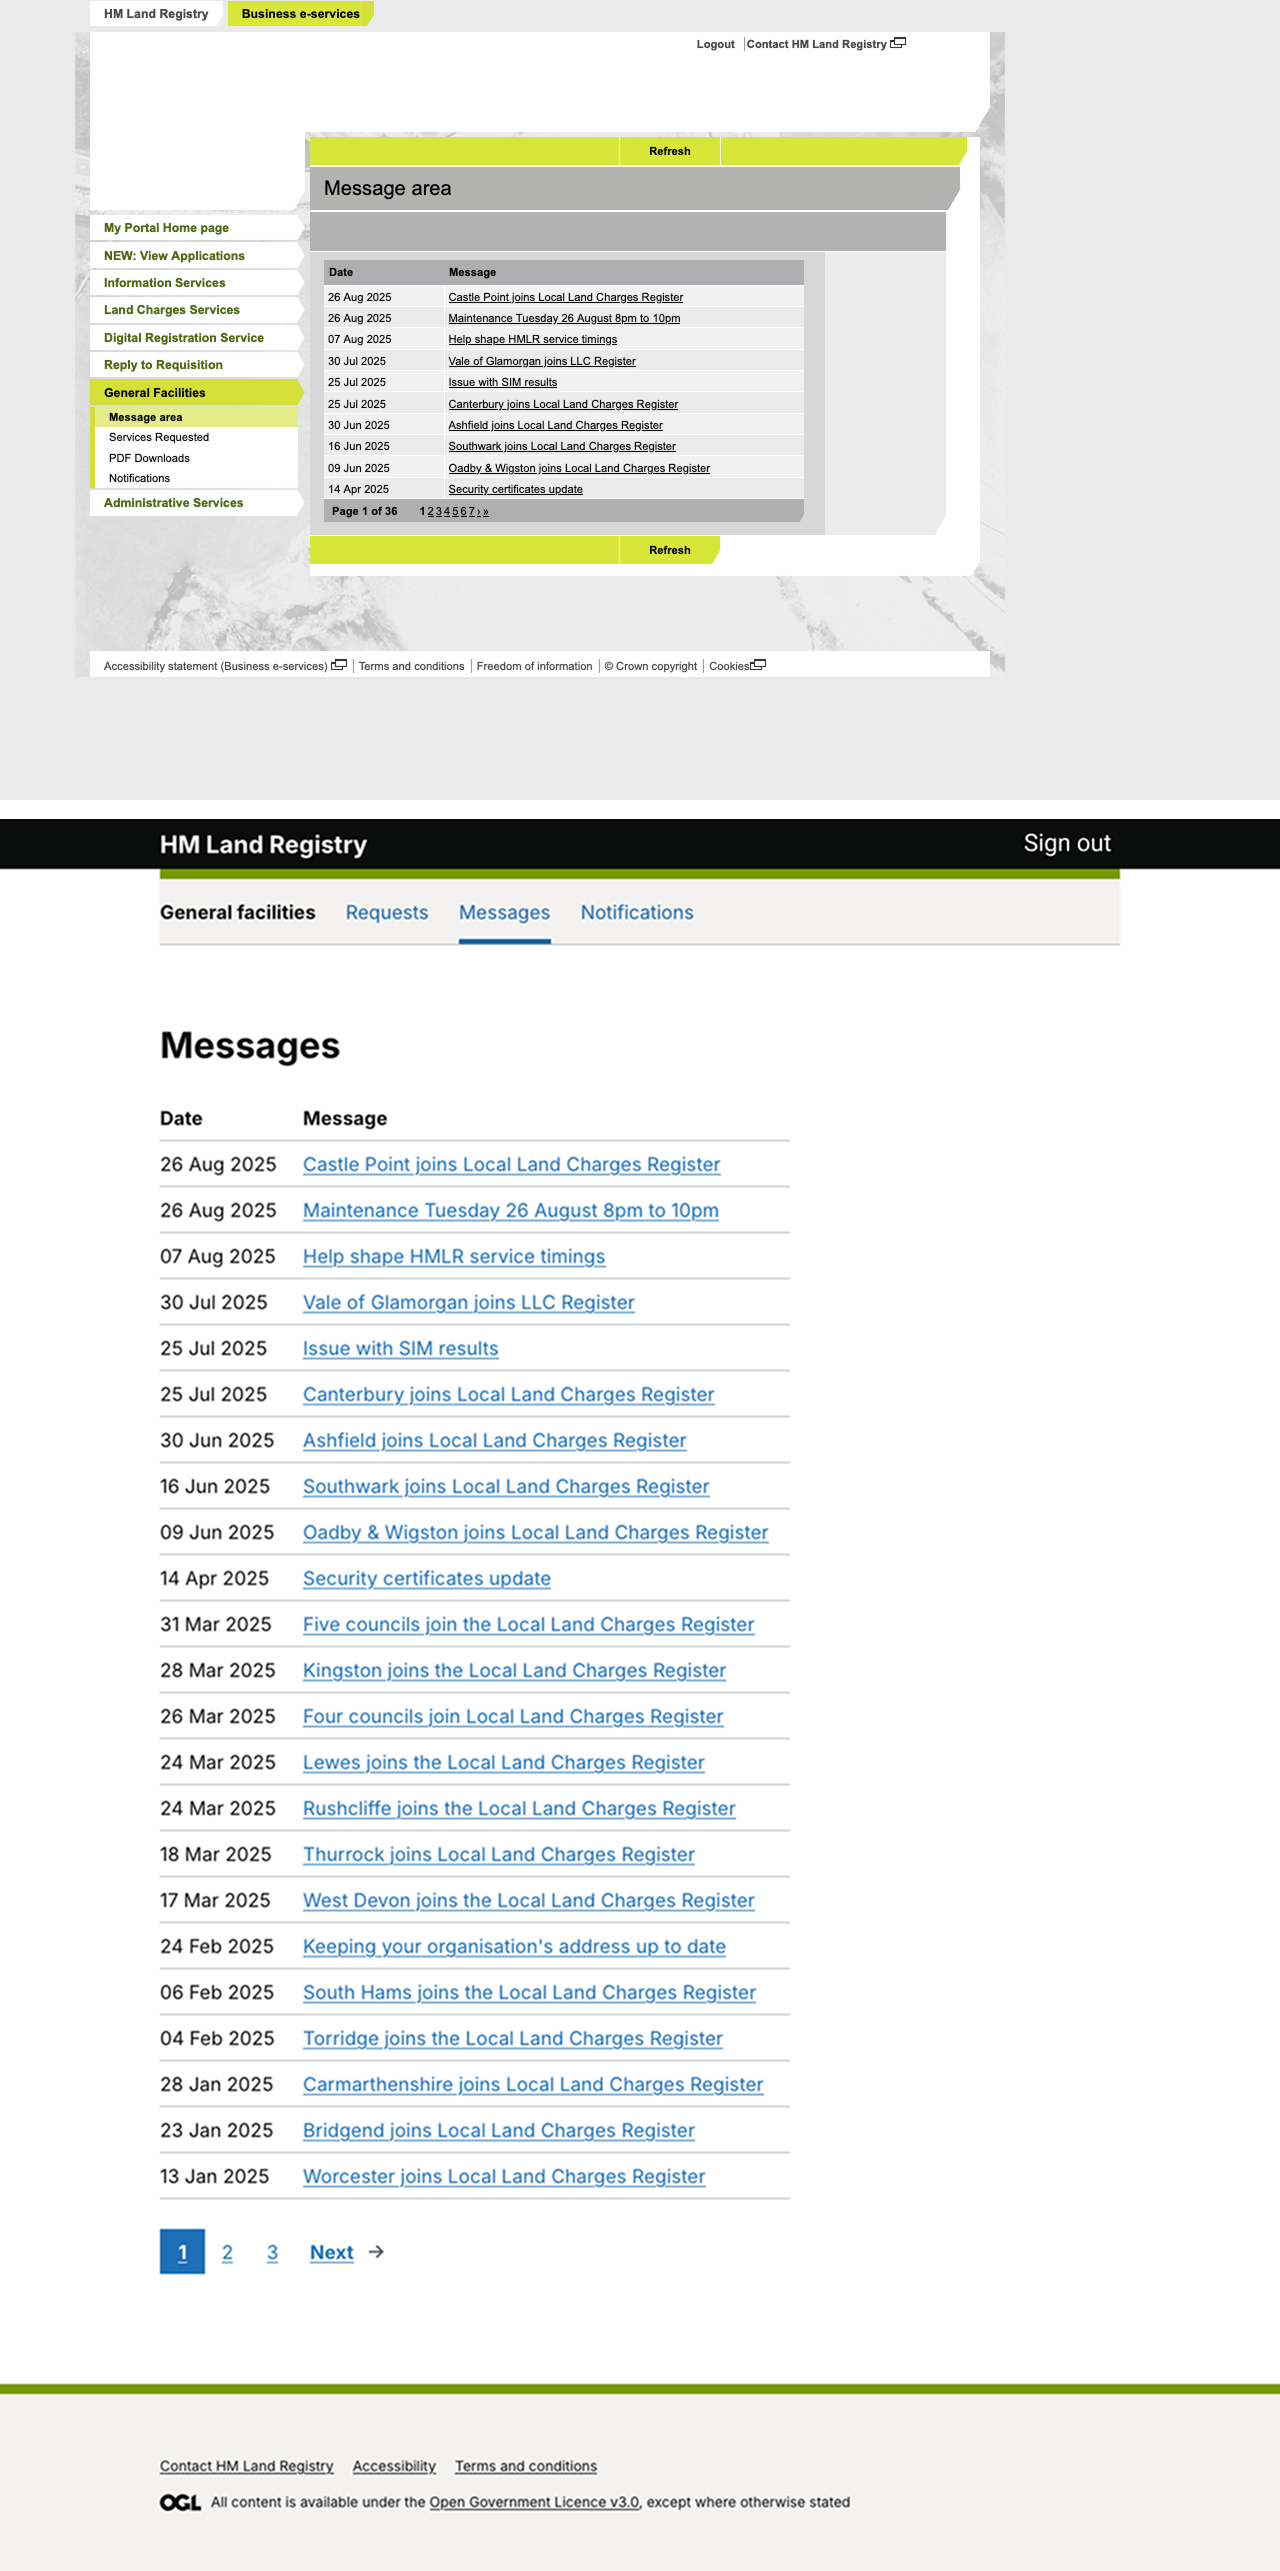 HM Land Registry Business e-services
Logout Contact HM Land Registry
Refresh
Message area
My Portal Home page
NEW: View Applications
Information Services
Land Charges Services
Digital Registration Service
Reply to Requisition
General Facilities
Message area
Services Requested
PDF Downloads
Notifications
Administrative Services
Date Message
26 Aug 2025 Castle Point joins Local Land Charges Register
26 Aug 2025 Maintenance Tuesday 26 August 8pm to 10pm
07 Aug 2025 Help shape HMLR service timings
30 Jul 2025 Vale of Glamorgan joins LLC Register
25 Jul 2025 Issue with SIM results
25 Jul 2025 Canterbury joins Local Land Charges Register
30 Jun 2025 Ashfield joins Local Land Charges Register
16 Jun 2025 Southwark joins Local Land Charges Register
09 Jun 2025 Oadby & Wigston joins Local Land Charges Register
14 Apr 2025 Security certificates update
Page 1 of 36 1 2 3 4 5 6 7 › »
Refresh
Accessibility statement (Business e-services) Terms and conditions Freedom of information © Crown copyright Cookies
HM Land Registry Sign out
General facilities Requests Messages Notifications
Messages
Date Message
26 Aug 2025 Castle Point joins Local Land Charges Register
26 Aug 2025 Maintenance Tuesday 26 August 8pm to 10pm
07 Aug 2025 Help shape HMLR service timings
30 Jul 2025 Vale of Glamorgan joins LLC Register
25 Jul 2025 Issue with SIM results
25 Jul 2025 Canterbury joins Local Land Charges Register
30 Jun 2025 Ashfield joins Local Land Charges Register
16 Jun 2025 Southwark joins Local Land Charges Register
09 Jun 2025 Oadby & Wigston joins Local Land Charges Register
14 Apr 2025 Security certificates update
31 Mar 2025 Five councils join the Local Land Charges Register
28 Mar 2025 Kingston joins the Local Land Charges Register
26 Mar 2025 Four councils join Local Land Charges Register
24 Mar 2025 Lewes joins the Local Land Charges Register
24 Mar 2025 Rushcliffe joins the Local Land Charges Register
18 Mar 2025 Thurrock joins Local Land Charges Register
17 Mar 2025 West Devon joins the Local Land Charges Register
24 Feb 2025 Keeping your organisation's address up to date
06 Feb 2025 South Hams joins the Local Land Charges Register
04 Feb 2025 Torridge joins the Local Land Charges Register
28 Jan 2025 Carmarthenshire joins Local Land Charges Register
23 Jan 2025 Bridgend joins Local Land Charges Register
13 Jan 2025 Worcester joins Local Land Charges Register
1 2 3 Next →
Contact HM Land Registry Accessibility Terms and conditions
OGL All content is available under the Open Government Licence v3.0, except where otherwise stated